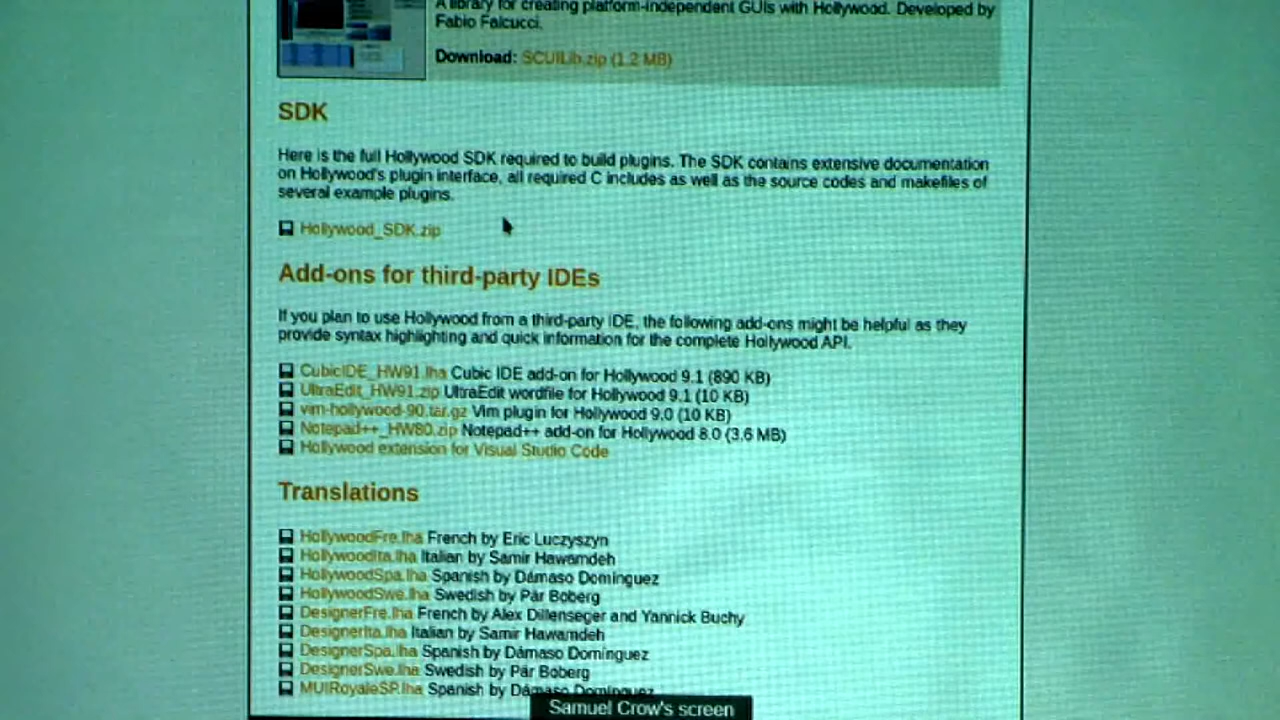 A library for creating platform-independent GUIs with Hollywood. Developed by
Fabio Falcucci.
Download: SCUILib.zip (1.2 MB)
SDK
Here is the full Hollywood SDK required to build plugins. The SDK contains extensive documentation
on Hollywood's plugin interface, all required C includes as well as the source codes and makefiles of
several example plugins.
Hollywood_SDK.zip
Add-ons for third-party IDEs
If you plan to use Hollywood from a third-party IDE, the following add-ons might be helpful as they
provide syntax highlighting and quick information for the complete Hollywood API.
CubicIDE_HW91.lha Cubic IDE add-on for Hollywood 9.1 (890 KB)
UltraEdit_HW91.zip UltraEdit wordfile for Hollywood 9.1 (10 KB)
vim-hollywood-90.tar.gz Vim plugin for Hollywood 9.0 (10 KB)
Notepad++_HW80.zip Notepad++ add-on for Hollywood 8.0 (3.6 MB)
Hollywood extension for Visual Studio Code
Translations
HollywoodFre.lha French by Eric Luczyszyn
HollywoodIta.lha Italian by Samir Hawamdeh
HollywoodSpa.lha Spanish by Dámaso Domínguez
HollywoodSwe.lha Swedish by Pär Boberg
DesignerFre.lha French by Alex Dillenseger and Yannick Buchy
DesignerIta.lha Italian by Samir Hawamdeh
DesignerSpa.lha Spanish by Dámaso Domínguez
DesignerSwe.lha Swedish by Pär Boberg
MUIRoyaleSP.lha Spanish by Dámaso Domínguez
Samuel Crow's screen